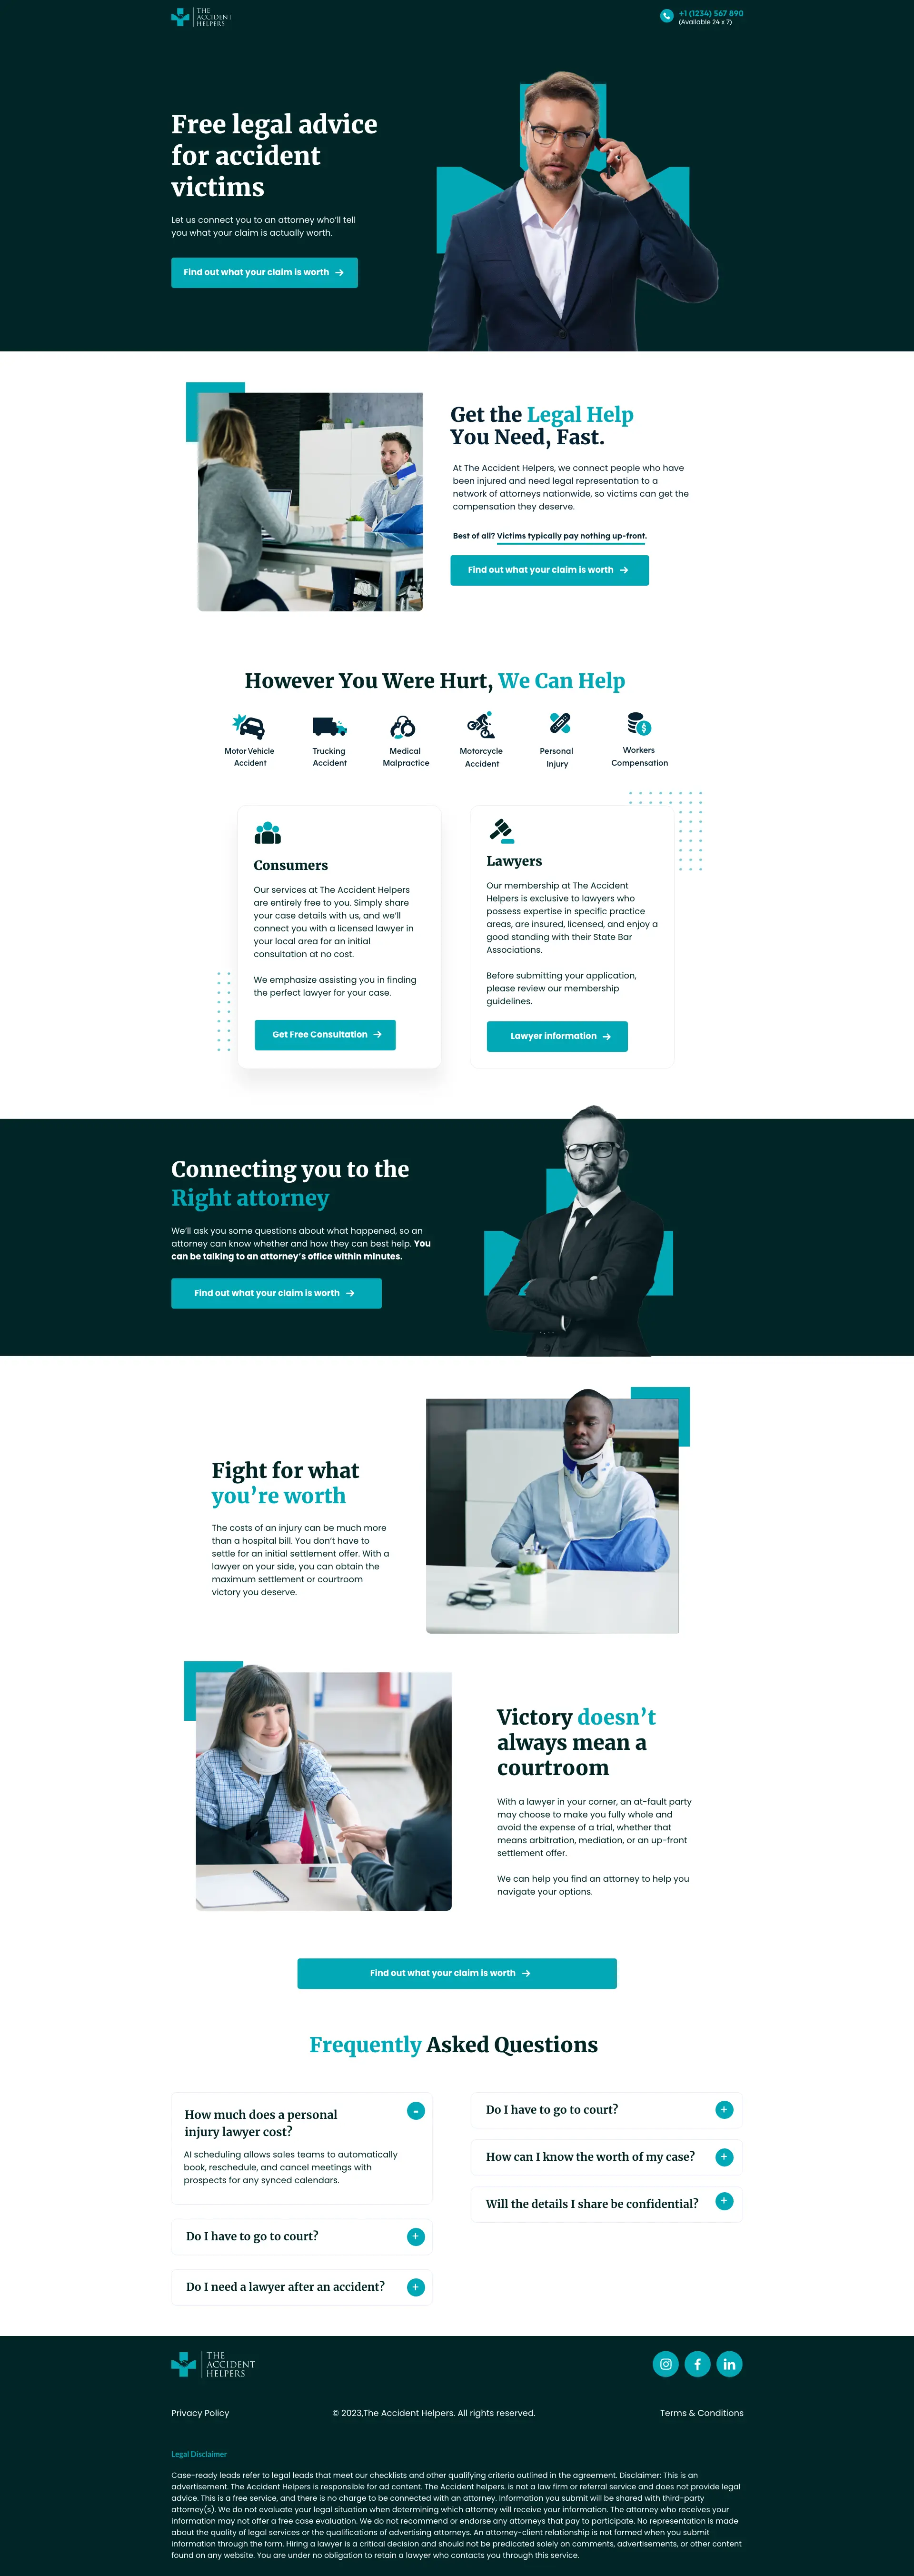 THE
ACCIDENT
HELPERS
+1 (1234) 567 890
(Available 24 x 7)
Free legal advice
for accident
victims
Let us connect you to an attorney who'll tell
you what your claim is actually worth.
Find out what your claim is worth →
Get the Legal Help
You Need, Fast.
At The Accident Helpers, we connect people who have
been injured and need legal representation to a
network of attorneys nationwide, so victims can get the
compensation they deserve.
Best of all? Victims typically pay nothing up-front.
Find out what your claim is worth →
However You Were Hurt, We Can Help
Motor Vehicle
Accident
Trucking
Accident
Medical
Malpractice
Motorcycle
Accident
Personal
Injury
$
Workers
Compensation
Consumers
Our services at The Accident Helpers
are entirely free to you. Simply share
your case details with us, and we'll
connect you with a licensed lawyer in
your local area for an initial
consultation at no cost.
We emphasize assisting you in finding
the perfect lawyer for your case.
Get Free Consultation →
Lawyers
Our membership at The Accident
Helpers is exclusive to lawyers who
possess expertise in specific practice
areas, are insured, licensed, and enjoy a
good standing with their State Bar
Associations.
Before submitting your application,
please review our membership
guidelines.
Lawyer information →
Connecting you to the
Right attorney
We'll ask you some questions about what happened, so an
attorney can know whether and how they can best help. You
can be talking to an attorney's office within minutes.
Find out what your claim is worth →
Fight for what
you're worth
The costs of an injury can be much more
than a hospital bill. You don't have to
settle for an initial settlement offer. With a
lawyer on your side, you can obtain the
maximum settlement or courtroom
victory you deserve.
Victory doesn't
always mean a
courtroom
With a lawyer in your corner, an at-fault party
may choose to make you fully whole and
avoid the expense of a trial, whether that
means arbitration, mediation, or an up-front
settlement offer.
We can help you find an attorney to help you
navigate your options.
Find out what your claim is worth →
Frequently Asked Questions
How much does a personal
injury lawyer cost?
-
AI scheduling allows sales teams to automatically
book, reschedule, and cancel meetings with
prospects for any synced calendars.
Do I have to go to court? +
Do I need a lawyer after an accident? +
Do I have to go to court? +
How can I know the worth of my case? +
Will the details I share be confidential? +
THE
ACCIDENT
HELPERS
Privacy Policy
© 2023,The Accident Helpers. All rights reserved.
Terms & Conditions
Legal Disclaimer
Case-ready leads refer to legal leads that meet our checklists and other qualifying criteria outlined in the agreement. Disclaimer: This is an
advertisement. The Accident Helpers is responsible for ad content. The Accident helpers. is not a law firm or referral service and does not provide legal
advice. This is a free service, and there is no charge to be connected with an attorney. Information you submit will be shared with third-party
attorney(s). We do not evaluate your legal situation when determining which attorney will receive your information. The attorney who receives your
information may not offer a free case evaluation. We do not recommend or endorse any attorneys that pay to participate. No representation is made
about the quality of legal services or the qualifications of advertising attorneys. An attorney-client relationship is not formed when you submit
information through the form. Hiring a lawyer is a critical decision and should not be predicated solely on comments, advertisements, or other content
found on any website. You are under no obligation to retain a lawyer who contacts you through this service.